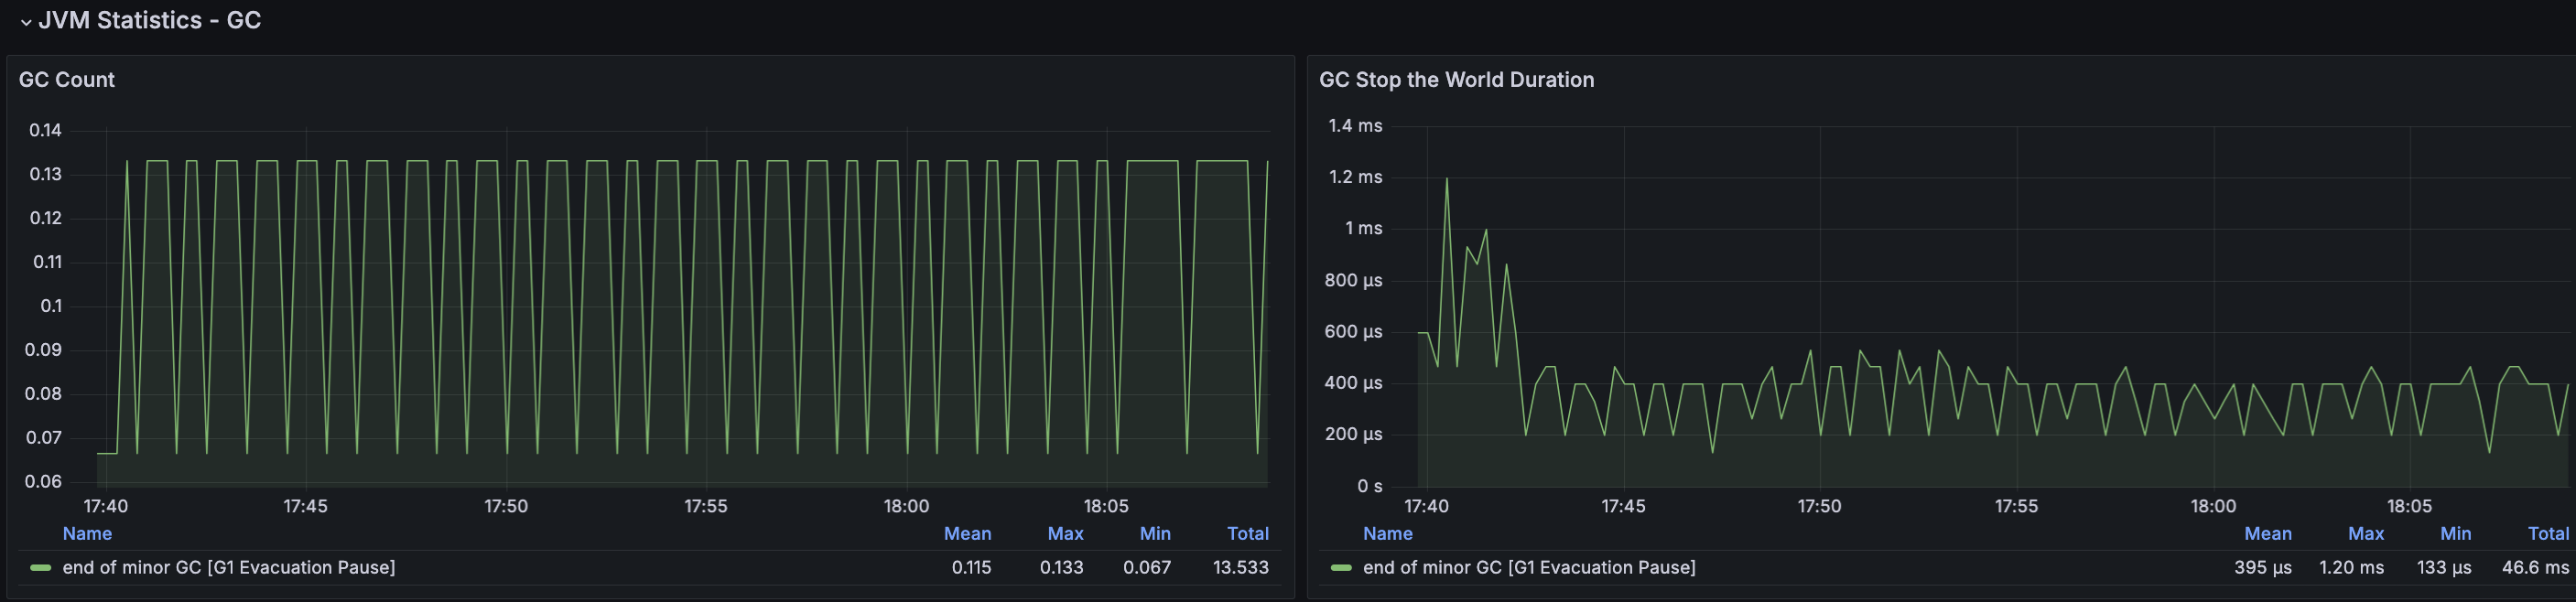 JVM Statistics - GC
GC Count
0.14
0.13
0.12
0.11
0.1
0.09
0.08
0.07
0.06
17:40 17:45 17:50 17:55 18:00 18:05
Name Mean Max Min Total
end of minor GC [G1 Evacuation Pause] 0.115 0.133 0.067 13.533
GC Stop the World Duration
1.4 ms
1.2 ms
1 ms
800 µs
600 µs
400 µs
200 µs
0 s
17:40 17:45 17:50 17:55 18:00 18:05
Name Mean Max Min Total
end of minor GC [G1 Evacuation Pause] 395 µs 1.20 ms 133 µs 46.6 ms